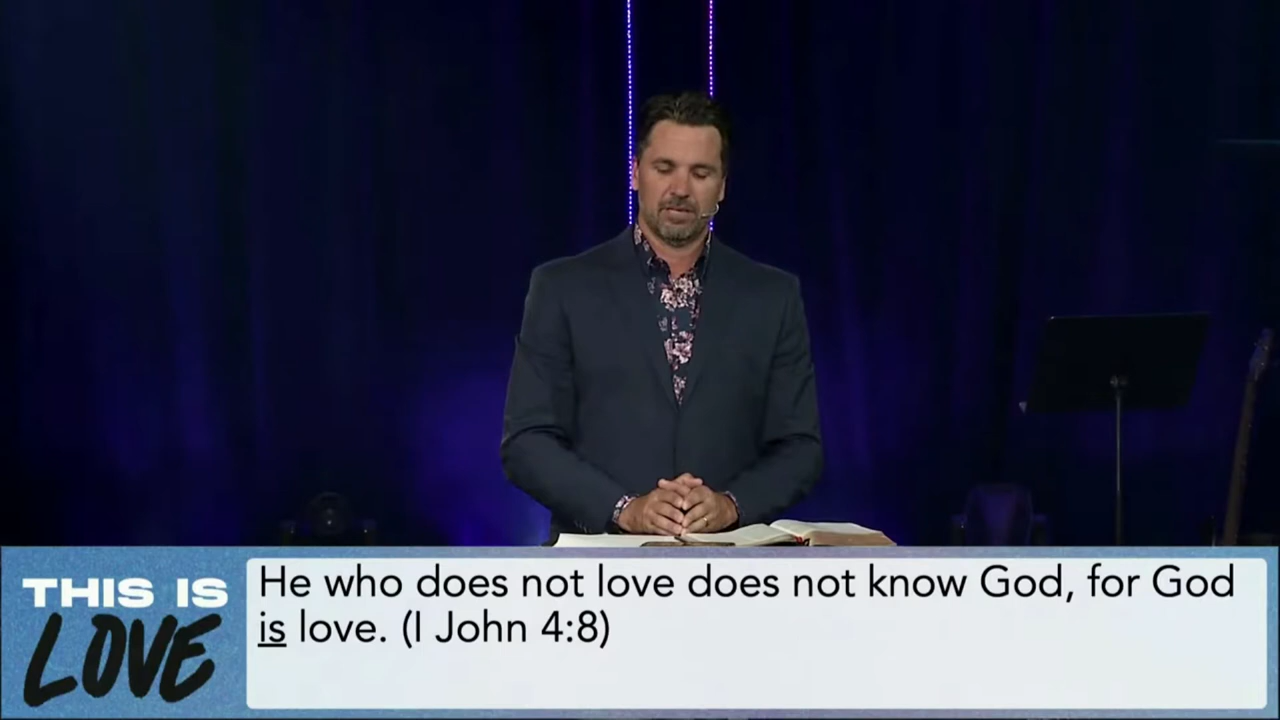 THIS IS
LOVE
He who does not love does not know God, for God
is love. (I John 4:8)